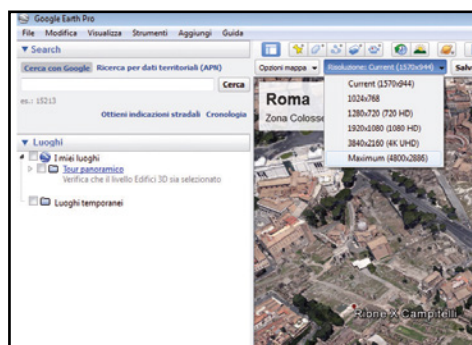 Google Earth Pro
File Modifica Visualizza Strumenti Aggiungi Guida
▼ Search
Cerca con Google Ricerca per dati territoriali (APN)
Cerca
es.: 15213
Ottieni indicazioni stradali Cronologia
▼ Luoghi
I miei luoghi
Tour panoramico
Verifica che il livello Edifici 3D sia selezionato
Luoghi temporanei
Opzioni mappa Risoluzione: Current (1570x944) Salv
Current (1570x944)
1024x768
1280x720 (720 HD)
1920x1080 (1080 HD)
3840x2160 (4K UHD)
Maximum (4800x2886)
Roma
Zona Colosse
Rione X Campitelli